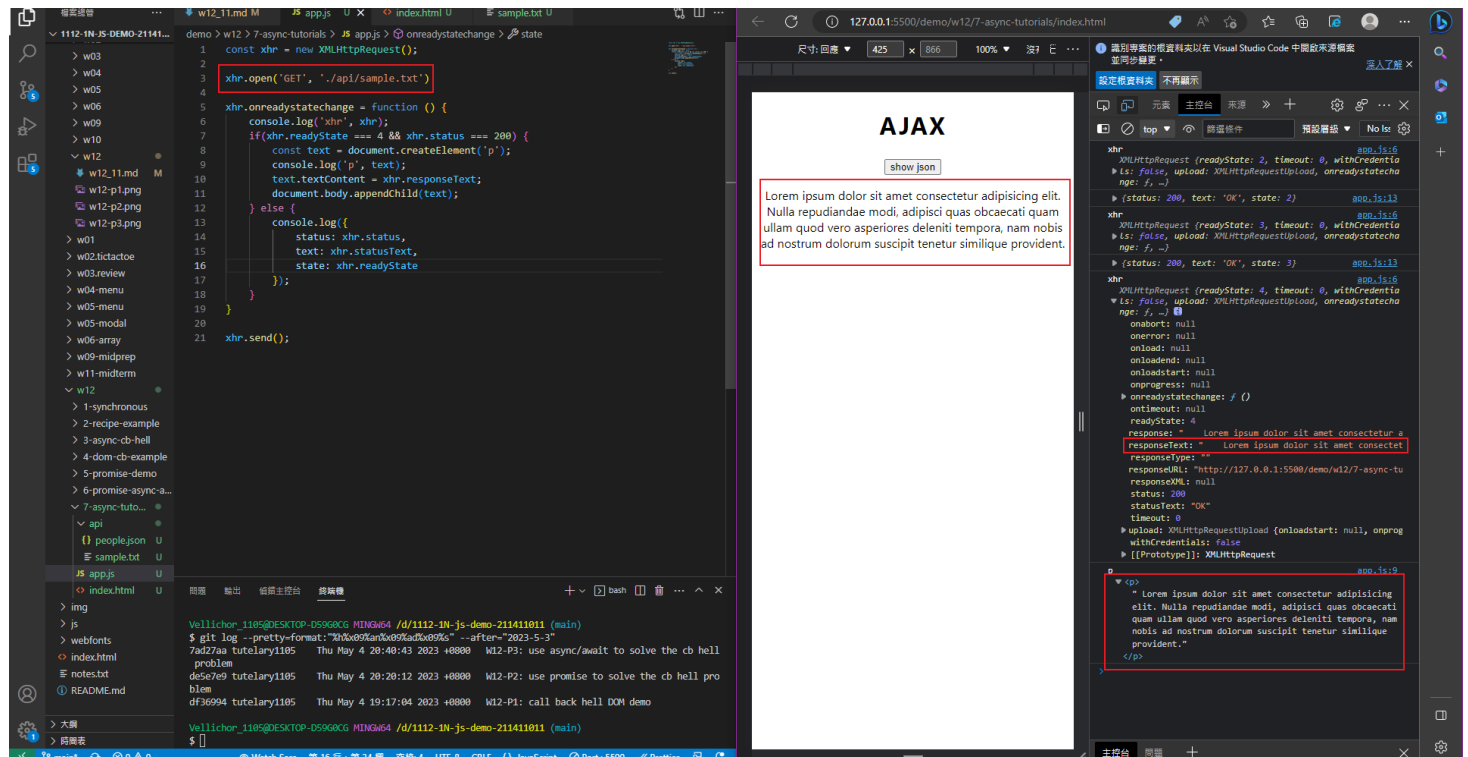 檔案總管 ···
1112-1N-JS-DEMO-21141...
w03
w04
w05
w06
w09
w10
w12
w12_11.md M
w12-p1.png
w12-p2.png
w12-p3.png
w01
w02.tictactoe
w03.review
w04-menu
w05-menu
w05-modal
w06-array
w09-midprep
w11-midterm
w12
1-synchronous
2-recipe-example
3-async-cb-hell
4-dom-cb-example
5-promise-demo
6-promise-async-a...
7-async-tuto...
api
{} people.json U
sample.txt U
JS app.js U
<> index.html U
img
js
webfonts
<> index.html
notes.txt
README.md
大綱
時間表
w12_11.md M JS app.js U × <> index.html U sample.txt U
demo > w12 > 7-async-tutorials > JS app.js > onreadystatechange > state
1 const xhr = new XMLHttpRequest();
2
3 xhr.open('GET', './api/sample.txt')
4
5 xhr.onreadystatechange = function () {
6 console.log('xhr', xhr);
7 if(xhr.readyState === 4 && xhr.status === 200) {
8 const text = document.createElement('p');
9 console.log('p', text);
10 text.textContent = xhr.responseText;
11 document.body.appendChild(text);
12 } else {
13 console.log({
14 status: xhr.status,
15 text: xhr.statusText,
16 state: xhr.readyState
17 });
18 }
19 }
20
21 xhr.send();
問題 輸出 偵錯主控台 終端機 bash
Vellichor_1105@DESKTOP-D59G0CG MINGW64 /d/1112-1N-js-demo-211411011 (main)
$ git log --pretty=format:"%h%x09%an%x09%ad%x09%s" --after="2023-5-3"
7ad27aa tutelary1105 Thu May 4 20:40:43 2023 +0800 W12-P3: use async/await to solve the cb hell
problem
de5e7e9 tutelary1105 Thu May 4 20:20:12 2023 +0800 W12-P2: use promise to solve the cb hell pro
blem
df36994 tutelary1105 Thu May 4 19:17:04 2023 +0800 W12-P1: call back hell DOM demo
Vellichor_1105@DESKTOP-D59G0CG MINGW64 /d/1112-1N-js-demo-211411011 (main)
$
127.0.0.1:5500/demo/w12/7-async-tutorials/index.html
尺寸: 回應 ▼ 425 × 866 100% ▼
AJAX
show json
Lorem ipsum dolor sit amet consectetur adipisicing elit.
Nulla repudiandae modi, adipisci quas obcaecati quam
ullam quod vero asperiores deleniti tempora, nam nobis
ad nostrum dolorum suscipit tenetur similique provident.
識別專案的根資料夾以在 Visual Studio Code 中開啟來源檔案
並同步變更。
深入了解
設定根資料夾 不再顯示
元素 主控台 來源
top ▼ 篩選條件 預設層級 ▼ No Iss
xhr app.js:6
XMLHttpRequest {readyState: 2, timeout: 0, withCredentia
ls: false, upload: XMLHttpRequestUpload, onreadystatecha
nge: ƒ, …}
{status: 200, text: 'OK', state: 2} app.js:13
xhr app.js:6
XMLHttpRequest {readyState: 3, timeout: 0, withCredentia
ls: false, upload: XMLHttpRequestUpload, onreadystatecha
nge: ƒ, …}
{status: 200, text: 'OK', state: 3} app.js:13
xhr app.js:6
XMLHttpRequest {readyState: 4, timeout: 0, withCredentia
ls: false, upload: XMLHttpRequestUpload, onreadystatecha
nge: ƒ, …}
onabort: null
onerror: null
onload: null
onloadend: null
onloadstart: null
onprogress: null
onreadystatechange: ƒ ()
ontimeout: null
readyState: 4
response: " Lorem ipsum dolor sit amet consectetur a
responseText: " Lorem ipsum dolor sit amet consectet
responseType: ""
responseURL: "http://127.0.0.1:5500/demo/w12/7-async-tu
responseXML: null
status: 200
statusText: "OK"
timeout: 0
upload: XMLHttpRequestUpload {onloadstart: null, onprog
withCredentials: false
[[Prototype]]: XMLHttpRequest
p app.js:9
<p>
" Lorem ipsum dolor sit amet consectetur adipisicing
elit. Nulla repudiandae modi, adipisci quas obcaecati
quam ullam quod vero asperiores deleniti tempora, nam
nobis ad nostrum dolorum suscipit tenetur similique
provident."
</p>
主控台 問題